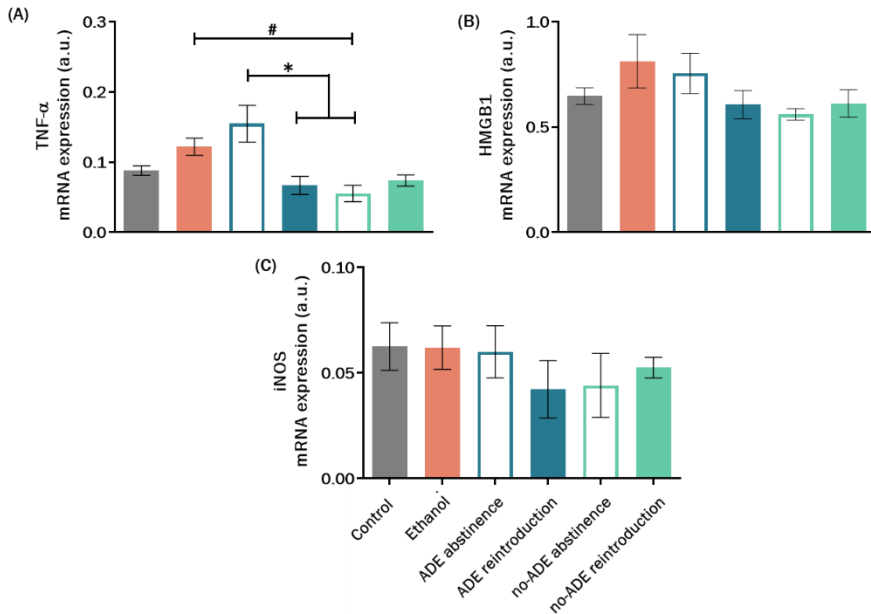 (A)
TNF-α
mRNA expression (a.u.)
0.3
0.2
0.1
0.0
#
*
(B)
HMGB1
mRNA expression (a.u.)
1.0
0.5
0.0
(C)
iNOS
mRNA expression (a.u.)
0.10
0.05
0.00
Control
Ethanol
ADE abstinence
ADE reintroduction
no-ADE abstinence
no-ADE reintroduction